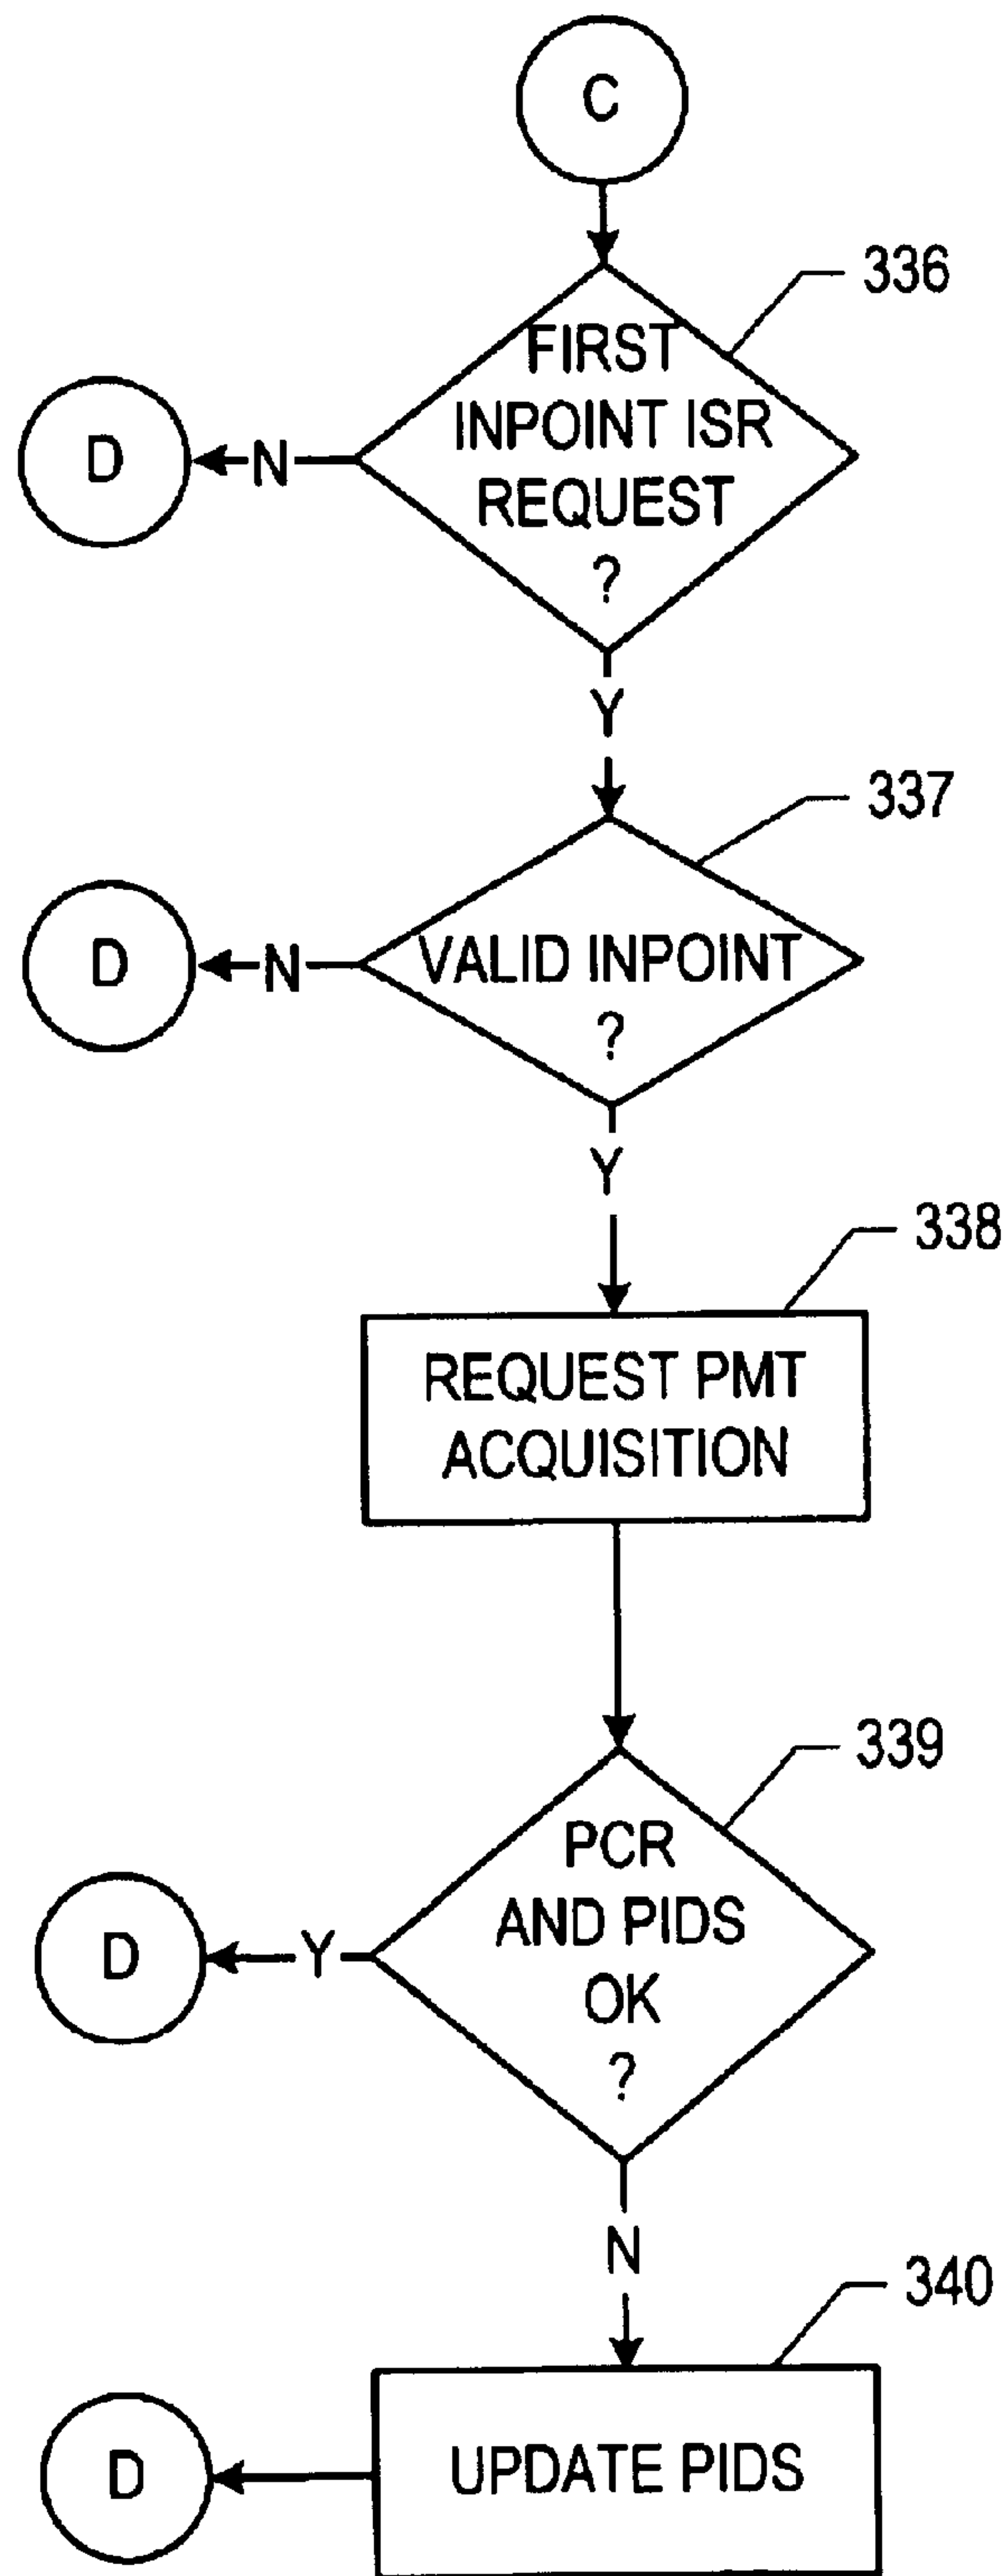 C
336
FIRST
INPOINT ISR
REQUEST
?
D
N
Y
337
VALID INPOINT
?
D
N
Y
338
REQUEST PMT
ACQUISITION
339
PCR
AND PIDS
OK
?
D
Y
N
340
UPDATE PIDS
D